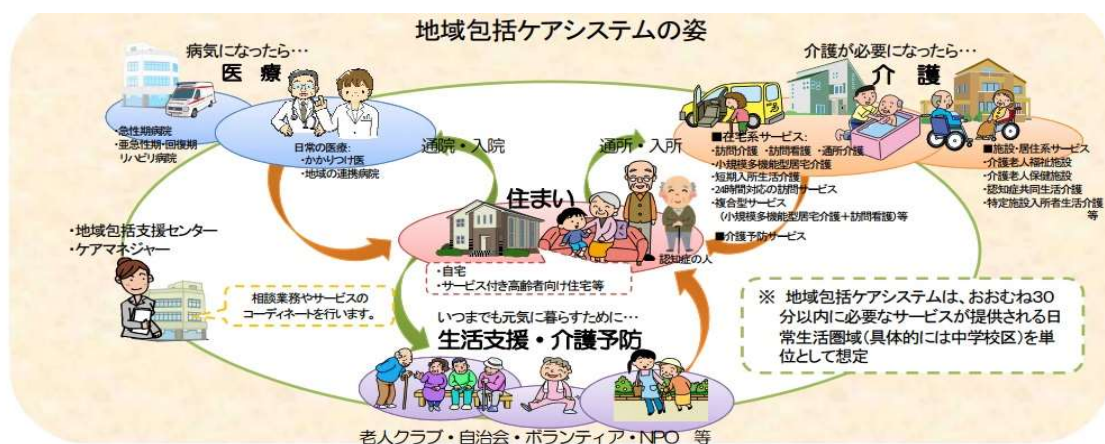 地域包括ケアシステムの姿
病気になったら…
医 療
・急性期病院
・亜急性期・回復期
リハビリ病院
日常の医療:
・かかりつけ医
・地域の連携病院
通院・入院
通所・入所
介護が必要になったら…
介 護
■在宅系サービス:
・訪問介護 ・訪問看護 ・通所介護
・小規模多機能型居宅介護
・短期入所生活介護
・24時間対応の訪問サービス
・複合型サービス
(小規模多機能型居宅介護+訪問看護)等
■介護予防サービス
■施設・居住系サービス
・介護老人福祉施設
・介護老人保健施設
・認知症共同生活介護
・特定施設入所者生活介護
等
住まい
認知症の人
・自宅
・サービス付き高齢者向け住宅等
・地域包括支援センター
・ケアマネジャー
相談業務やサービスの
コーディネートを行います。
いつまでも元気に暮らすために…
生活支援・介護予防
老人クラブ・自治会・ボランティア・NPO 等
※ 地域包括ケアシステムは、おおむね30
分以内に必要なサービスが提供される日
常生活圏域(具体的には中学校区)を単
位として想定